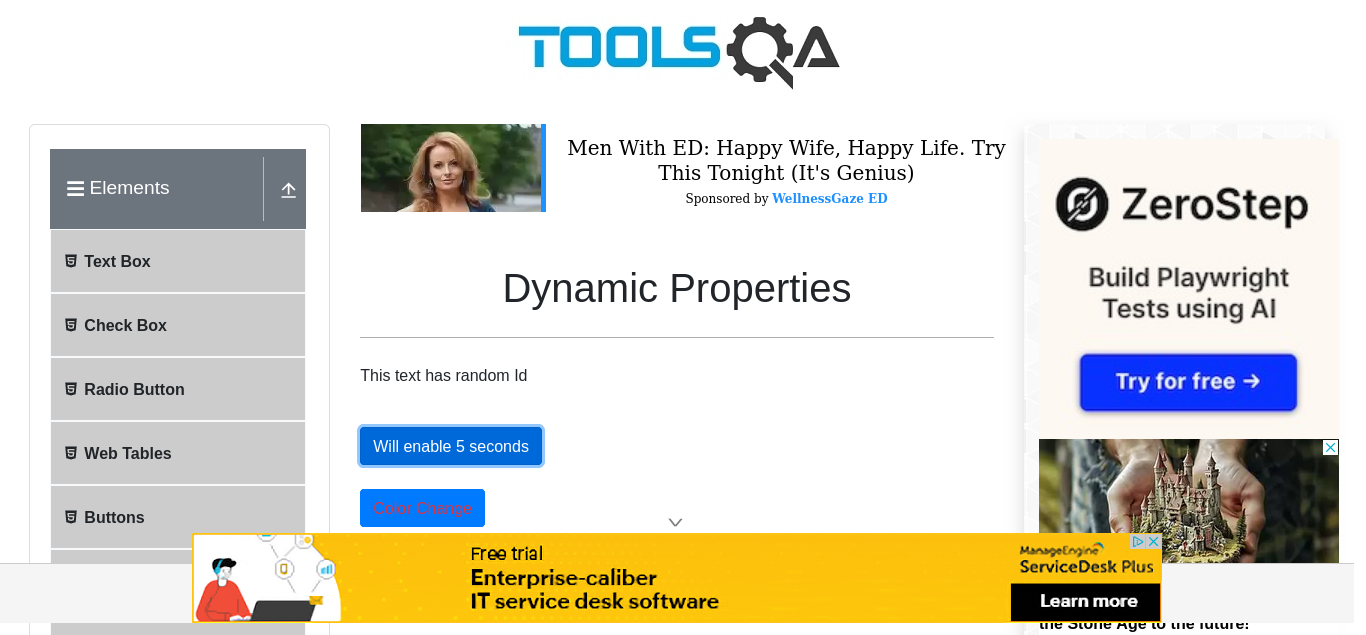 TOOLSQA
Elements
Text Box
Check Box
Radio Button
Web Tables
Buttons
Men With ED: Happy Wife, Happy Life. Try
This Tonight (It's Genius)
Sponsored by WellnessGaze ED
Dynamic Properties
This text has random Id
Will enable 5 seconds
Color Change
ZeroStep
Build Playwright
Tests using AI
Try for free →
the Stone Age to the future!
Free trial
Enterprise-caliber
IT service desk software
ManageEngine
ServiceDesk Plus
Learn more